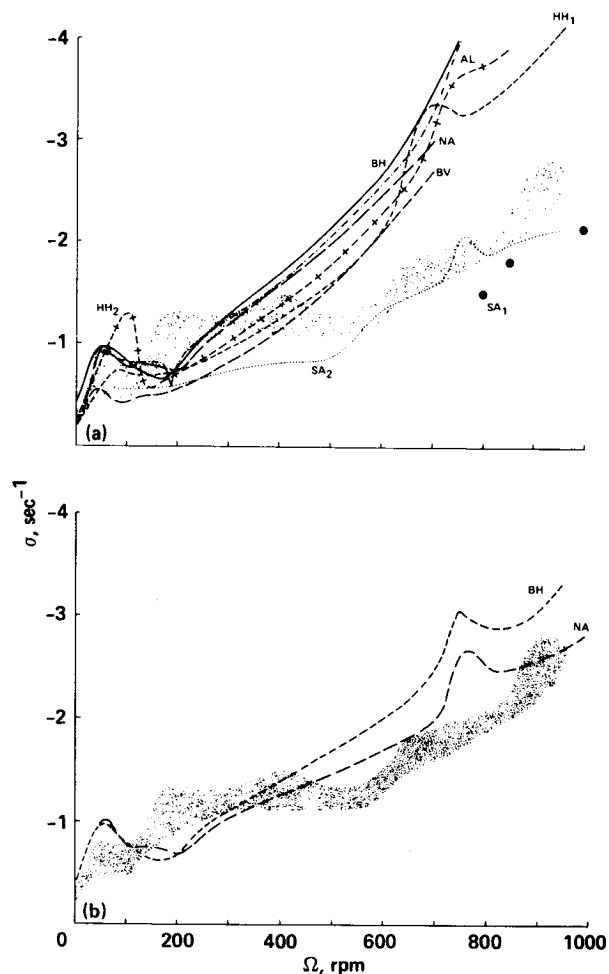 HH1
-4
AL
-3
BH
NA
BV
-2
SA1
HH2
-1
SA2
(a)
σ, sec⁻¹
-4
BH
-3
NA
-2
-1
(b)
0 200 400 600 800 1000
Ω, rpm